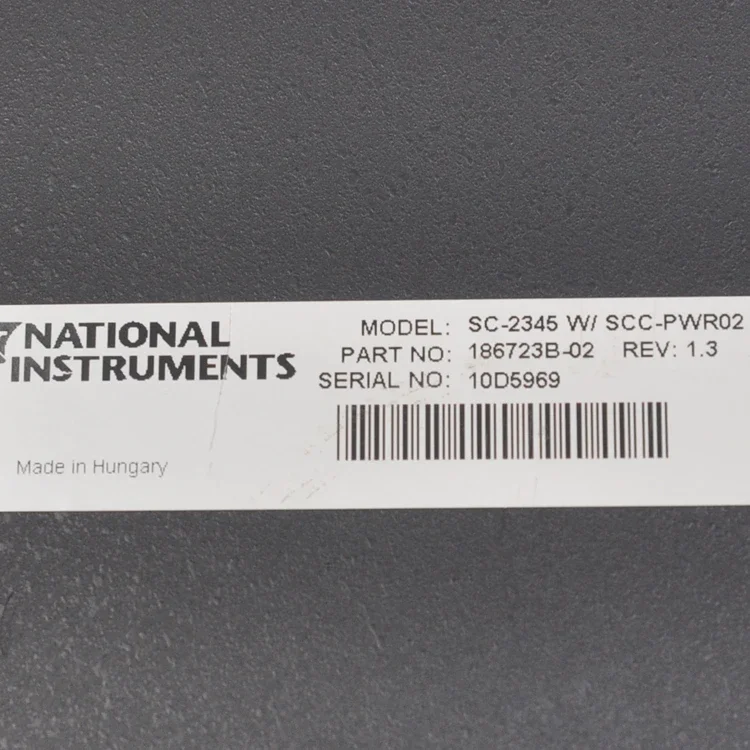 NATIONAL
INSTRUMENTS
MODEL: SC-2345 W/ SCC-PWR02
PART NO: 186723B-02 REV: 1.3
SERIAL NO: 10D5969
Made in Hungary